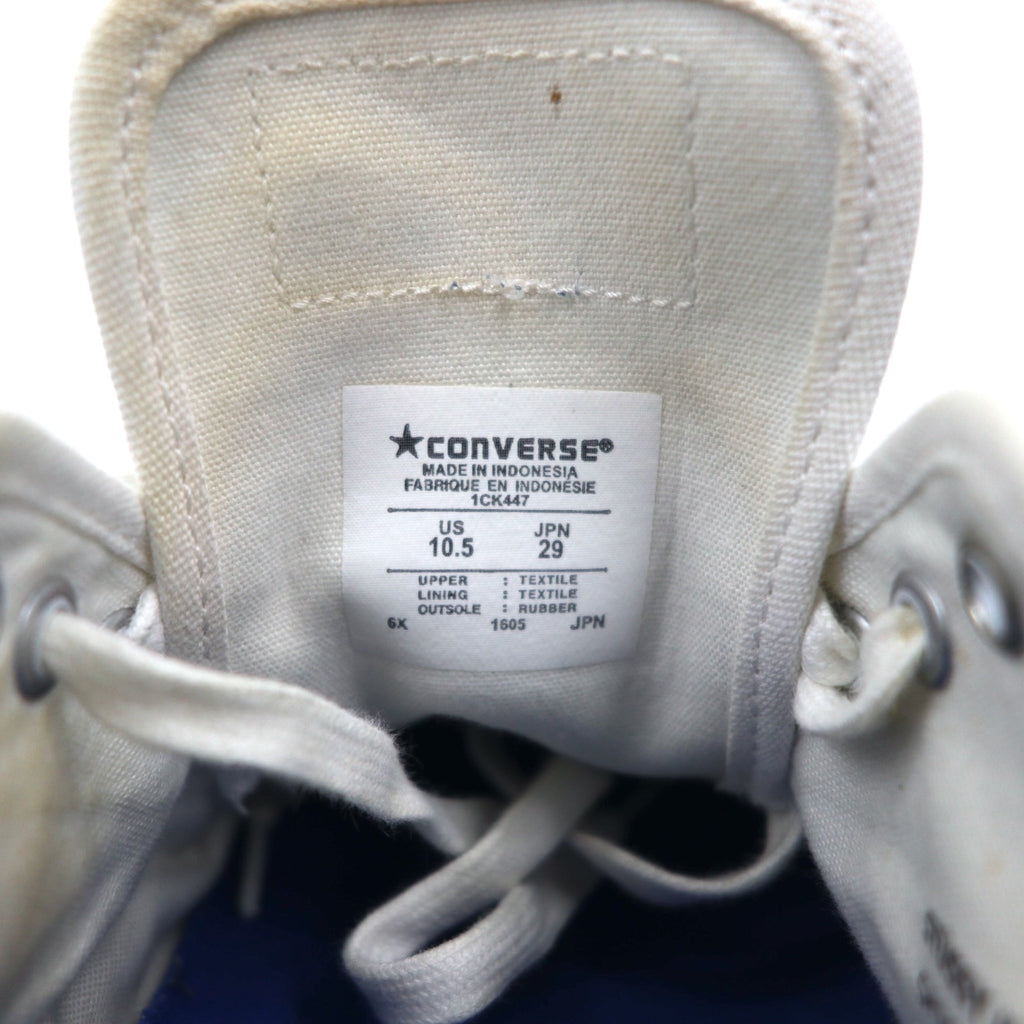 ★CONVERSE®
MADE IN INDONESIA
FABRIQUE EN INDONÉSIE
1CK447
US JPN
10.5 29
UPPER : TEXTILE
LINING : TEXTILE
OUTSOLE : RUBBER
6X 1605 JPN